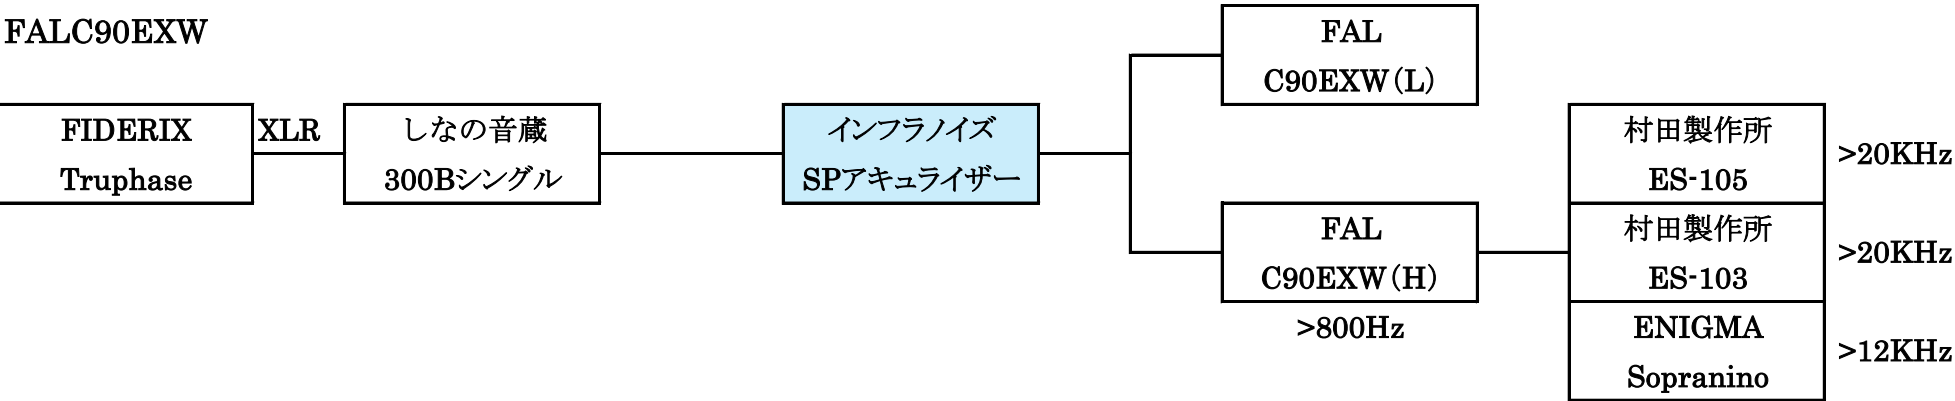 FALC90EXW
FIDERIX
Truphase
XLR
しなの音蔵
300Bシングル
インフラノイズ
SPアキュライザー
FAL
C90EXW(L)
FAL
C90EXW(H)
>800Hz
村田製作所
ES-105
>20KHz
村田製作所
ES-103
>20KHz
ENIGMA
Sopranino
>12KHz